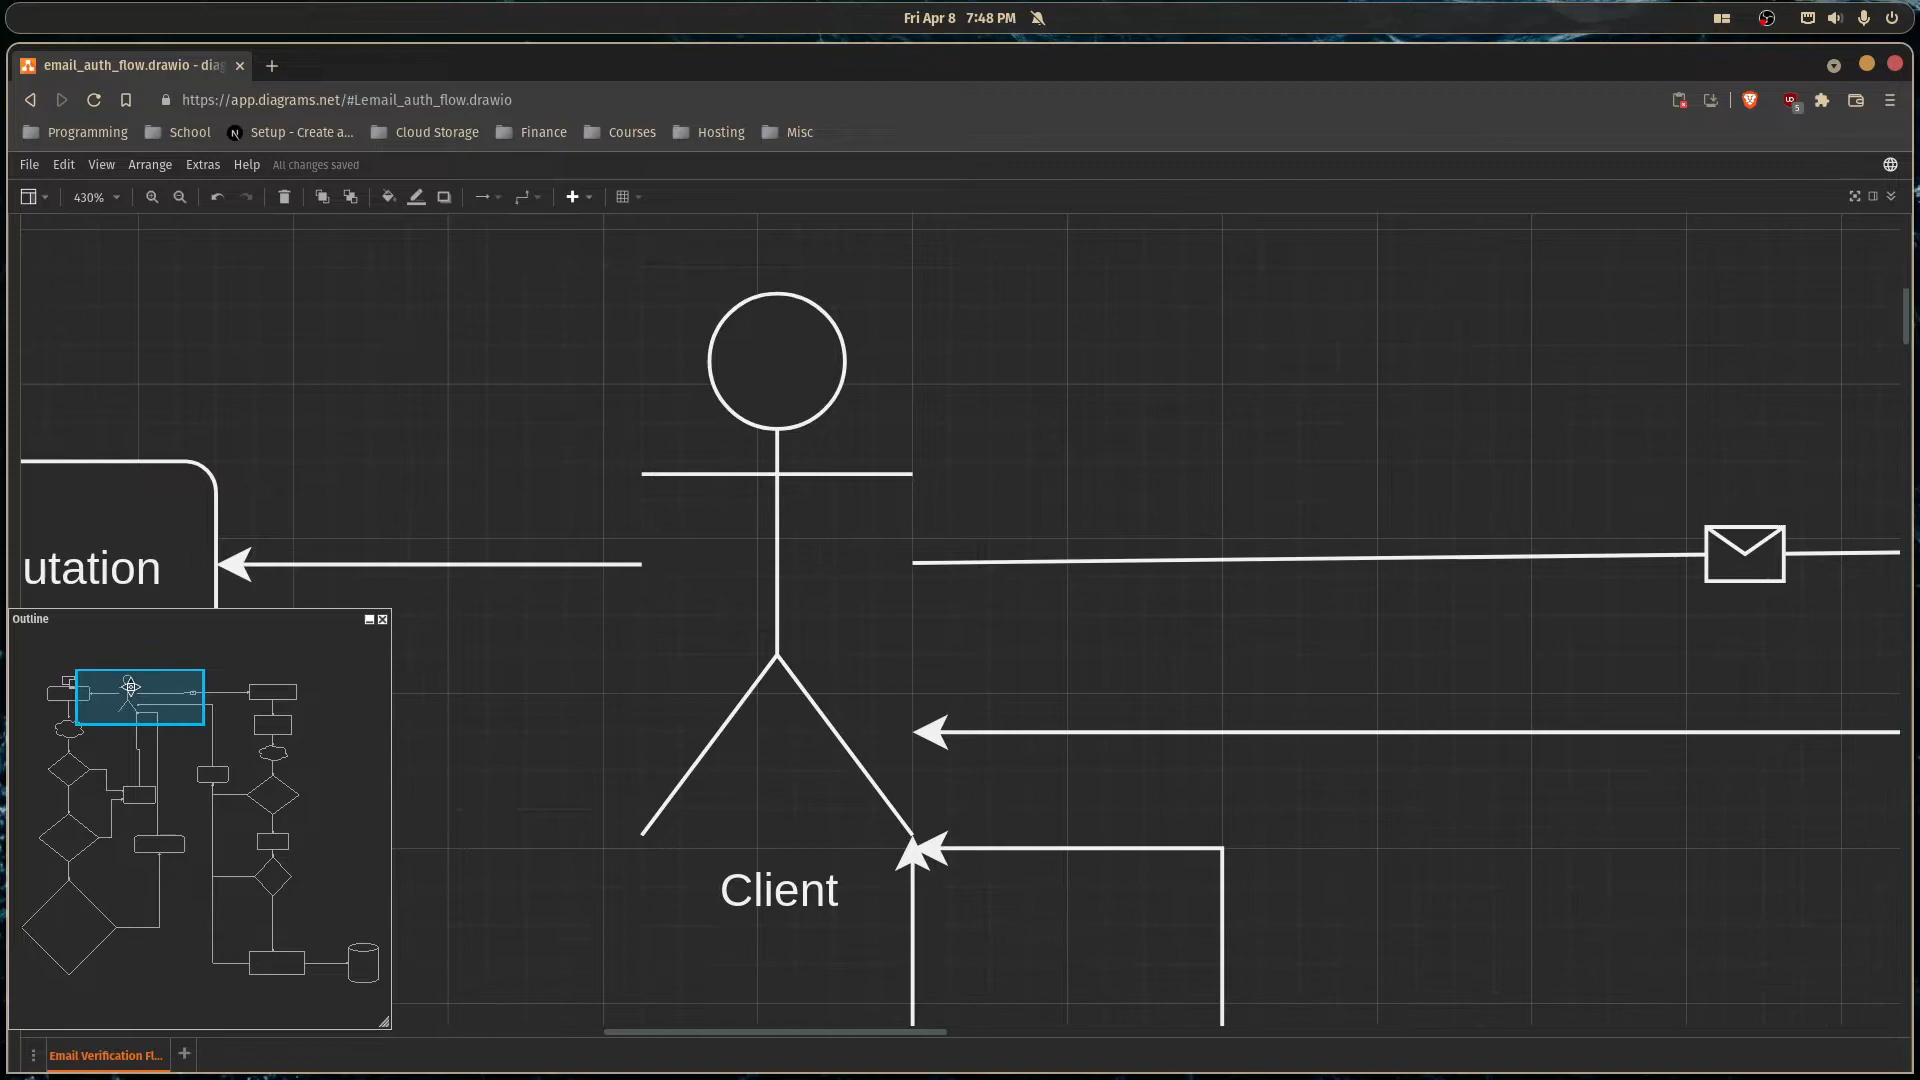 Fri Apr 8 7:48 PM
email_auth_flow.drawio - dia
https://app.diagrams.net/#Lemail_auth_flow.drawio
5
Programming School N Setup - Create a... Cloud Storage Finance Courses Hosting Misc
File Edit View Arrange Extras Help All changes saved
430%
utation
Outline
Client
Email Verification Fl...